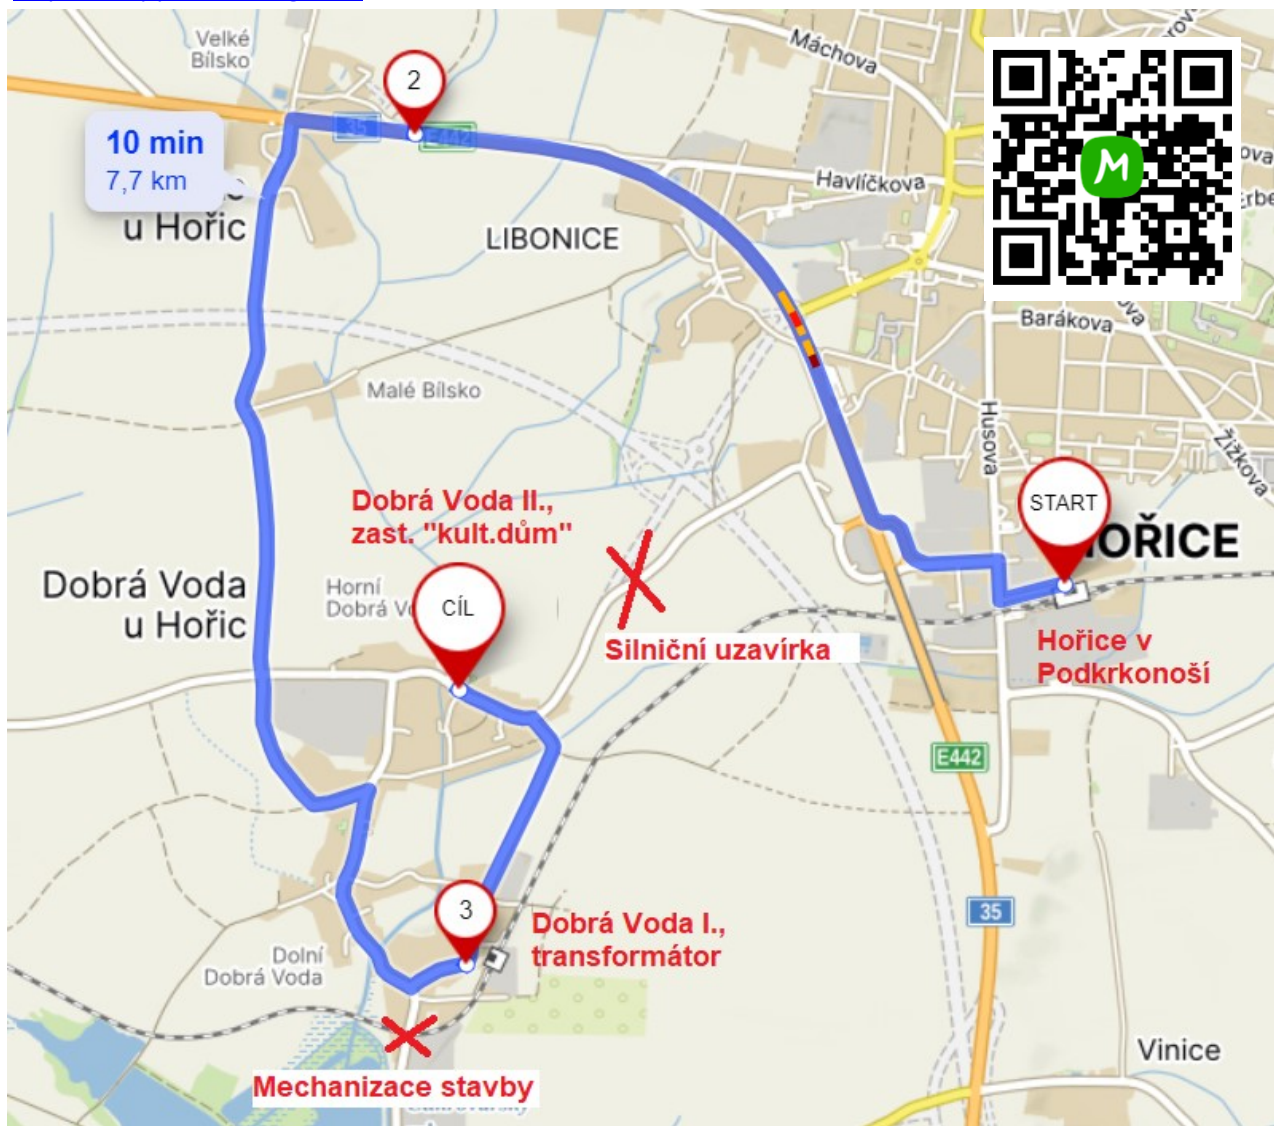 Velké
Bílsko
2
Máchova
35
E442
10 min
7,7 km
u Hořic
Havlíčkova
LIBONICE
Barákova
Malé Bílsko
Husova
Žižkova
Dobrá Voda II.,
zast. "kult.dům"
START
HOŘICE
Dobrá Voda
u Hořic
Horní
Dobrá Vo
CÍL
Silniční uzavírka
Hořice v
Podkrkonoší
E442
3
35
Dobrá Voda I.,
transformátor
Dolní
Dobrá Voda
Vinice
Mechanizace stavby